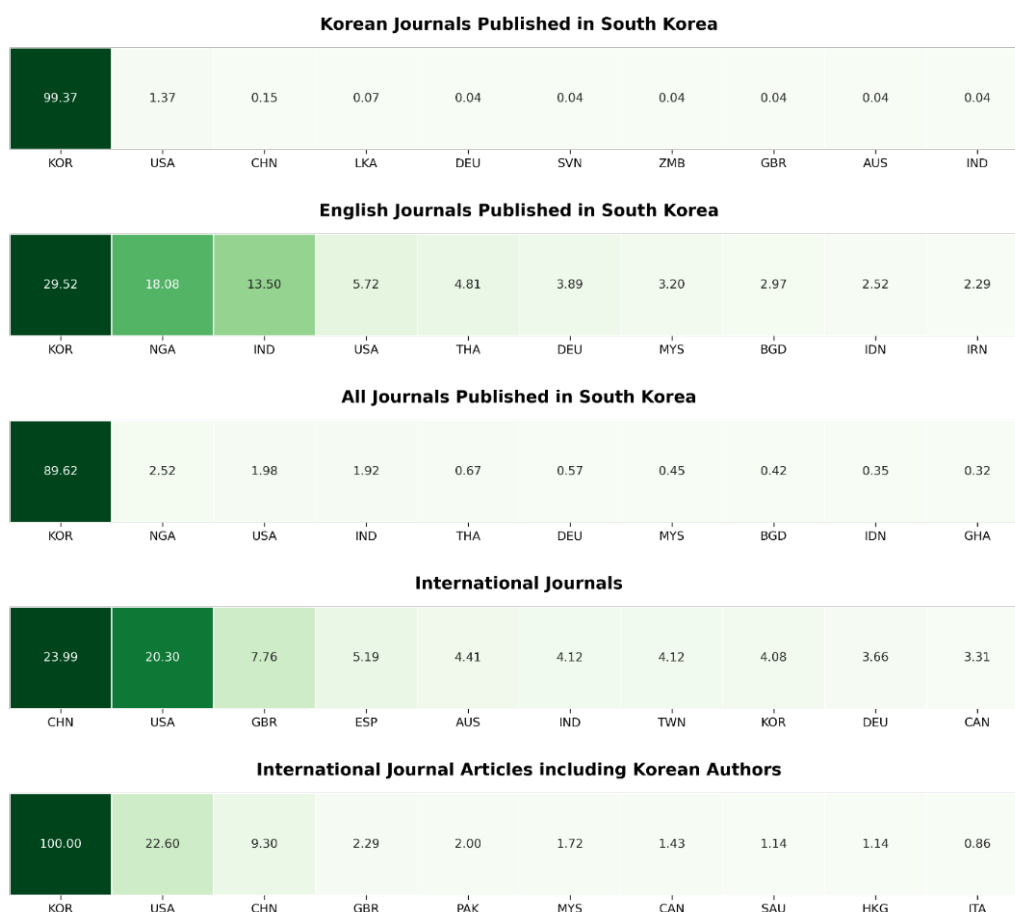 Korean Journals Published in South Korea
99.37 1.37 0.15 0.07 0.04 0.04 0.04 0.04 0.04 0.04
KOR USA CHN LKA DEU SVN ZMB GBR AUS IND
English Journals Published in South Korea
29.52 18.08 13.50 5.72 4.81 3.89 3.20 2.97 2.52 2.29
KOR NGA IND USA THA DEU MYS BGD IDN IRN
All Journals Published in South Korea
89.62 2.52 1.98 1.92 0.67 0.57 0.45 0.42 0.35 0.32
KOR NGA USA IND THA DEU MYS BGD IDN GHA
International Journals
23.99 20.30 7.76 5.19 4.41 4.12 4.12 4.08 3.66 3.31
CHN USA GBR ESP AUS IND TWN KOR DEU CAN
International Journal Articles including Korean Authors
100.00 22.60 9.30 2.29 2.00 1.72 1.43 1.14 1.14 0.86
KOR USA CHN GBR PAK MYS CAN SAU HKG ITA